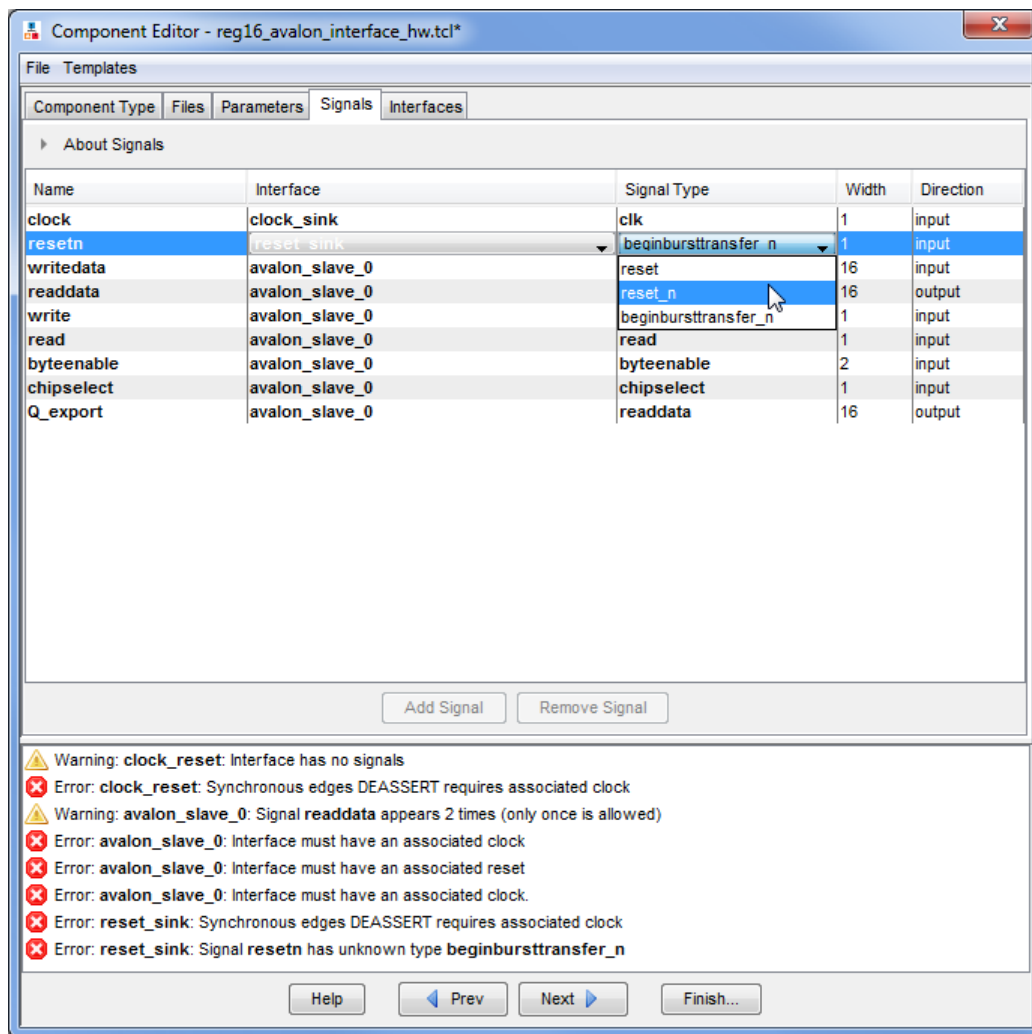 Component Editor - reg16_avalon_interface_hw.tcl*
File Templates
Component Type Files Parameters Signals Interfaces
About Signals
Name Interface Signal Type Width Direction
clock clock_sink clk 1 input
resetn reset_sink beginbursttransfer_n 1 input
writedata avalon_slave_0 reset 16 input
readdata avalon_slave_0 reset_n 16 output
write avalon_slave_0 beginbursttransfer_n 1 input
read avalon_slave_0 read 1 input
byteenable avalon_slave_0 byteenable 2 input
chipselect avalon_slave_0 chipselect 1 input
Q_export avalon_slave_0 readdata 16 output
Add Signal Remove Signal
Warning: clock_reset: Interface has no signals
Error: clock_reset: Synchronous edges DEASSERT requires associated clock
Warning: avalon_slave_0: Signal readdata appears 2 times (only once is allowed)
Error: avalon_slave_0: Interface must have an associated clock
Error: avalon_slave_0: Interface must have an associated reset
Error: avalon_slave_0: Interface must have an associated clock.
Error: reset_sink: Synchronous edges DEASSERT requires associated clock
Error: reset_sink: Signal resetn has unknown type beginbursttransfer_n
Help Prev Next Finish...